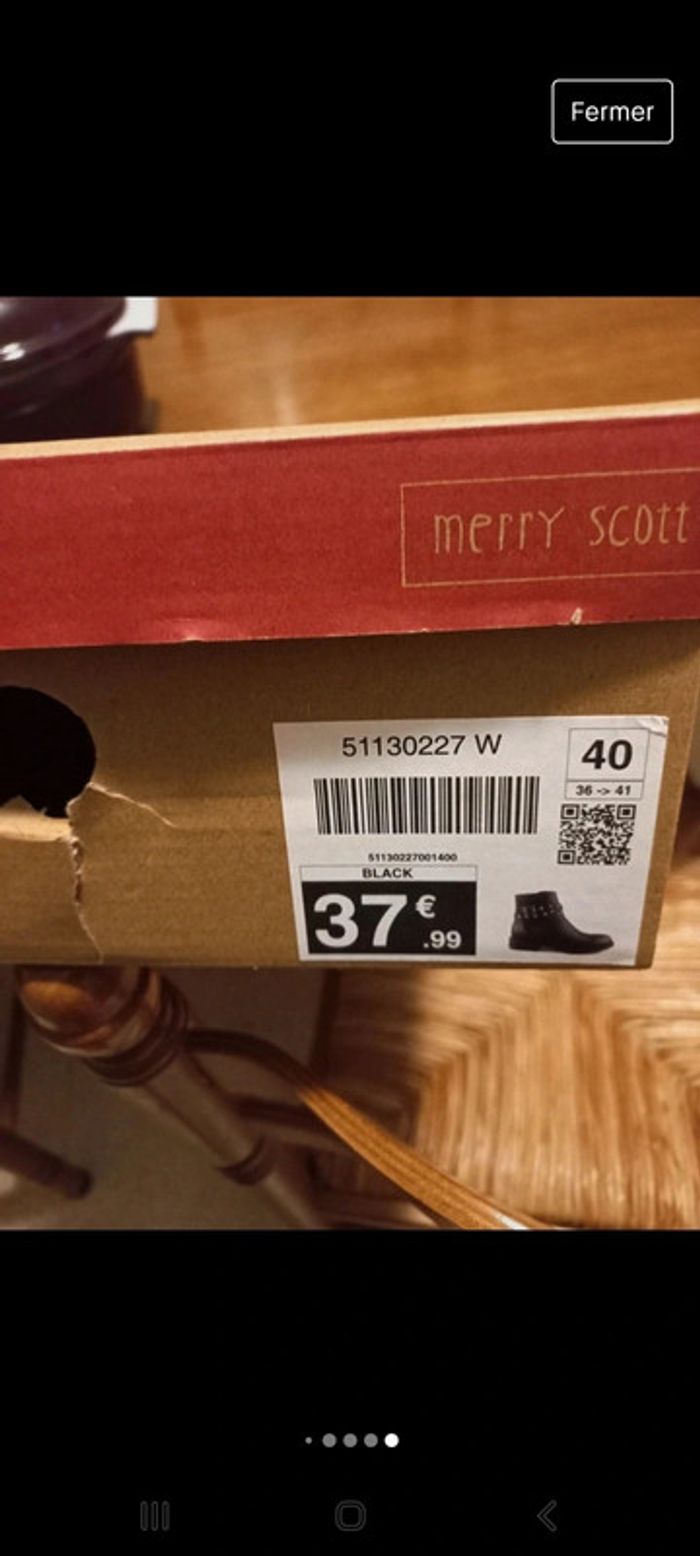 Fermer
merry scott
51130227 W
40
36 -> 41
51130227001400
BLACK
37€.99